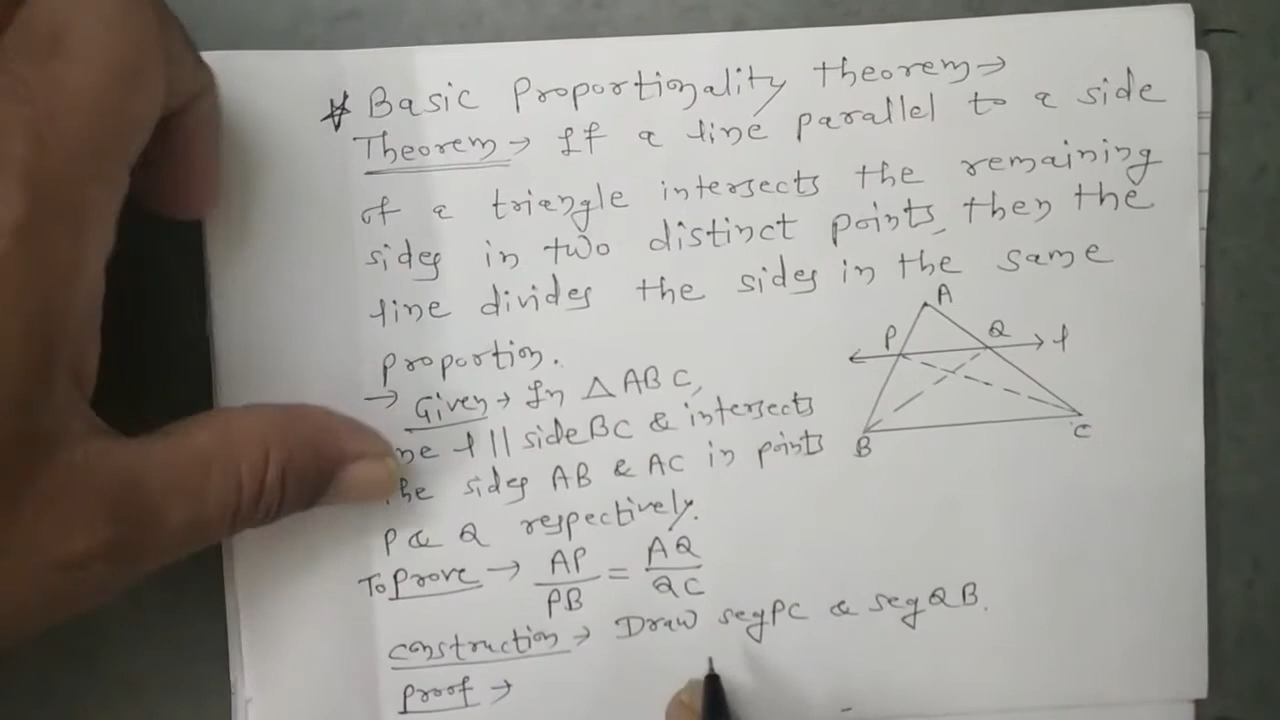 * Basic Proportionality theorem→
Theorem→ If a line parallel to a side
of a triangle intersects the remaining
sides in two distinct points, then the
line divides the sides in the same
proportion.
→ Given→ In △ABC,
l || side BC & intersects
sides AB & AC in points
P & Q respectively.
To prove → AP/PB = AQ/QC
construction→ Draw seg PC & seg QB.
Proof →
A
P Q l
B C